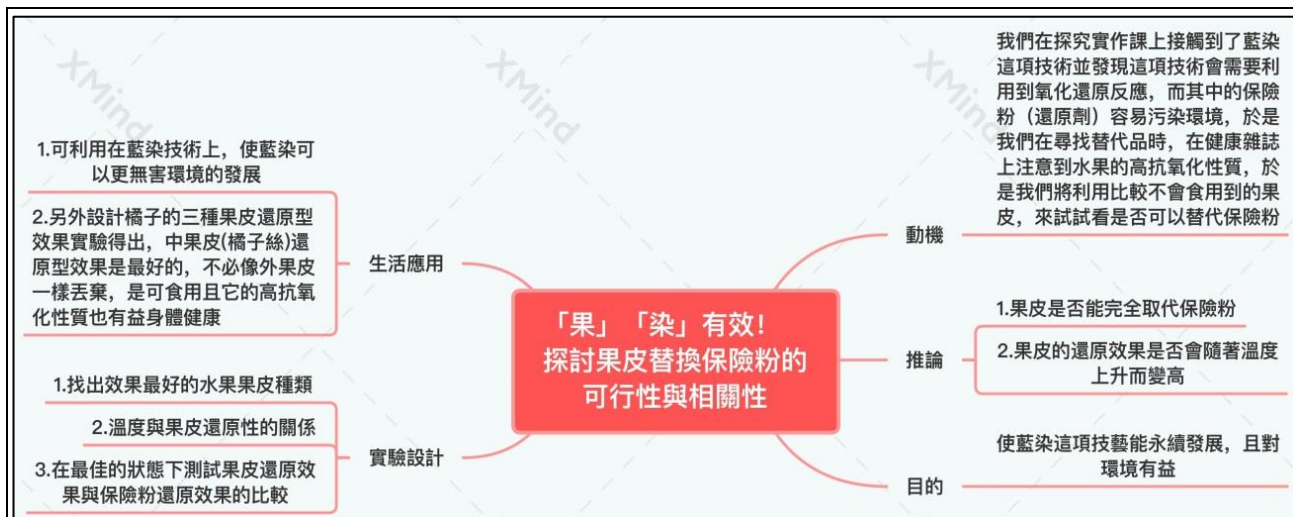 「果」「染」有效！
探討果皮替換保險粉的
可行性與相關性
動機
我們在探究實作課上接觸到了藍染
這項技術並發現這項技術會需要利
用到氧化還原反應，而其中的保險
粉（還原劑）容易污染環境，於是
我們在尋找替代品時，在健康雜誌
上注意到水果的高抗氧化性質，於
是我們將利用比較不會食用到的果
皮，來試試看是否可以替代保險粉
推論
1.果皮是否能完全取代保險粉
2.果皮的還原效果是否會隨著溫度
上升而變高
目的
使藍染這項技藝能永續發展，且對
環境有益
生活應用
1.可利用在藍染技術上，使藍染可
以更無害環境的發展
2.另外設計橘子的三種果皮還原型
效果實驗得出，中果皮(橘子絲)還
原型效果是最好的，不必像外果皮
一樣丟棄，是可食用且它的高抗氧
化性質也有益身體健康
實驗設計
1.找出效果最好的水果果皮種類
2.溫度與果皮還原性的關係
3.在最佳的狀態下測試果皮還原效
果與保險粉還原效果的比較
XMind
XMind
XMind